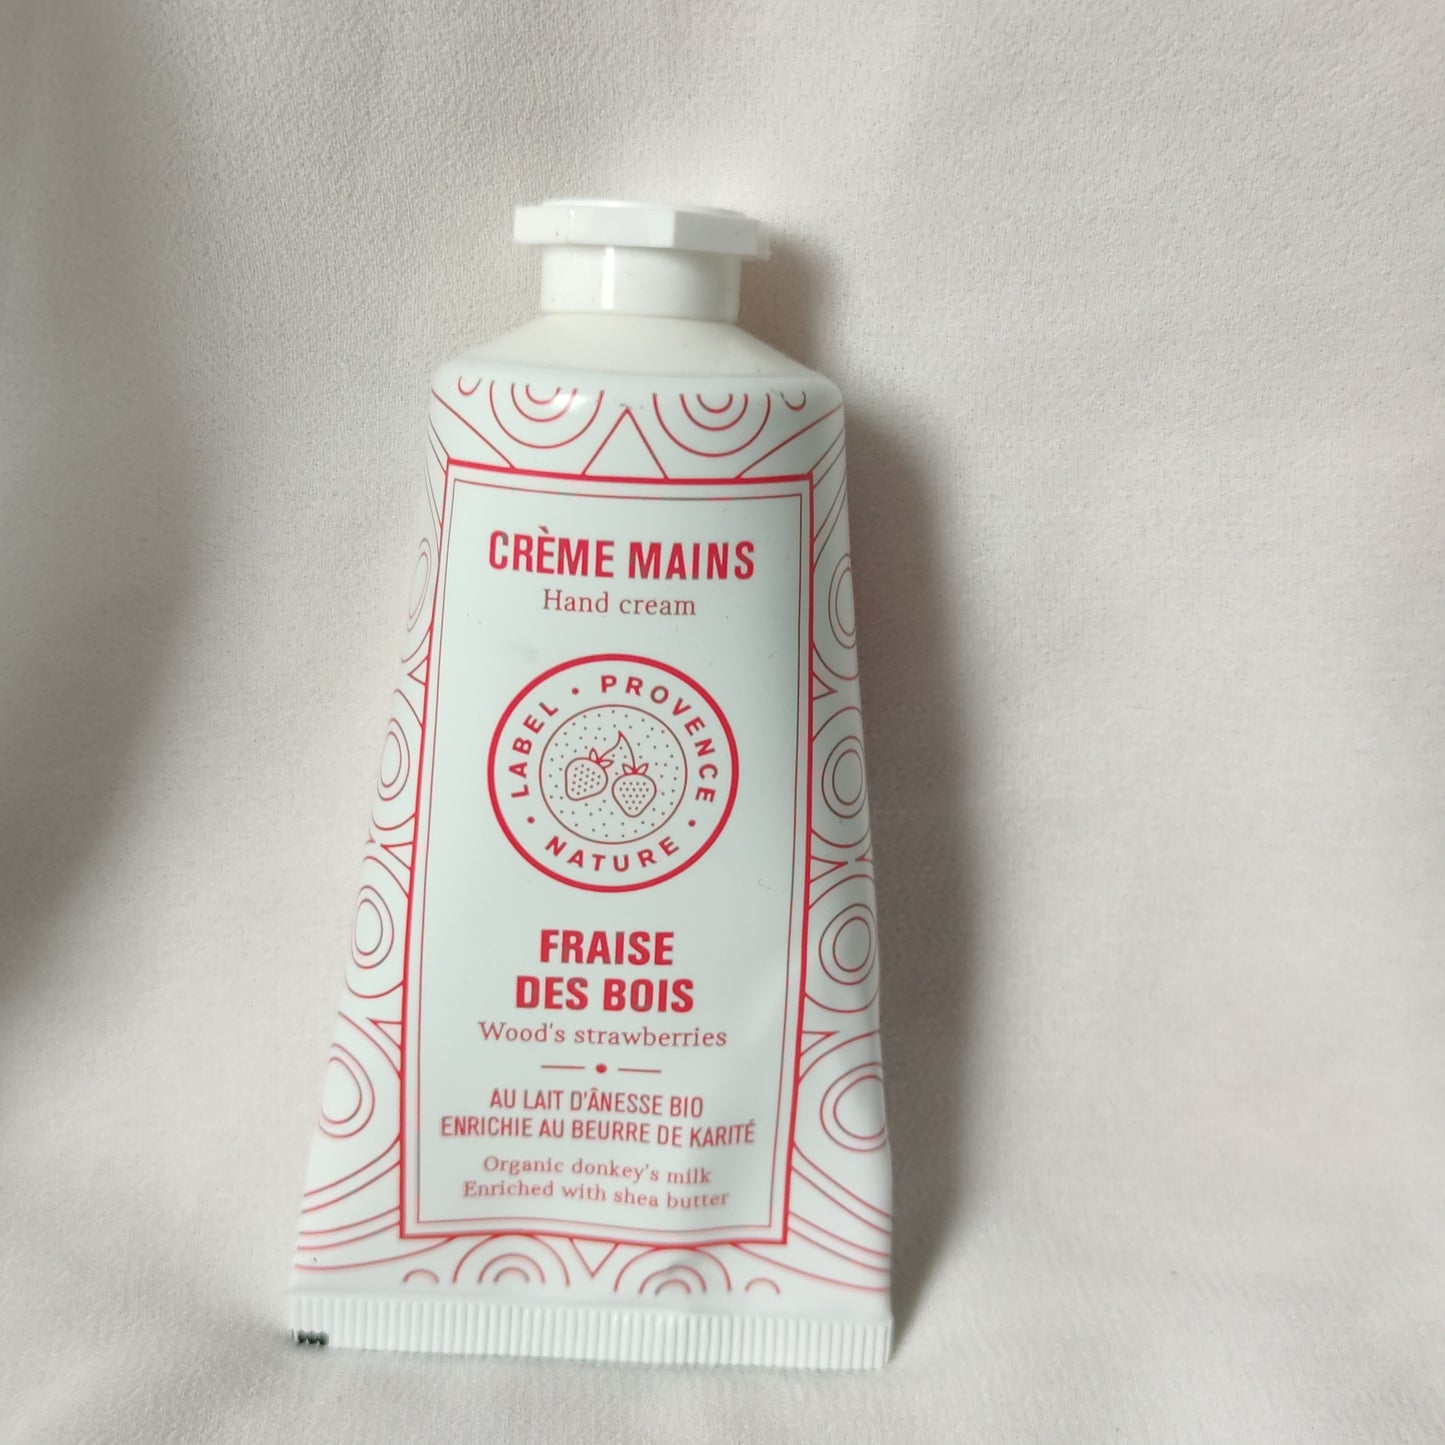 CRÈME MAINS
Hand cream
LABEL • PROVENCE • NATURE •
FRAISE
DES BOIS
Wood's strawberries
AU LAIT D'ÂNESSE BIO
ENRICHIE AU BEURRE DE KARITÉ
Organic donkey's milk
Enriched with shea butter